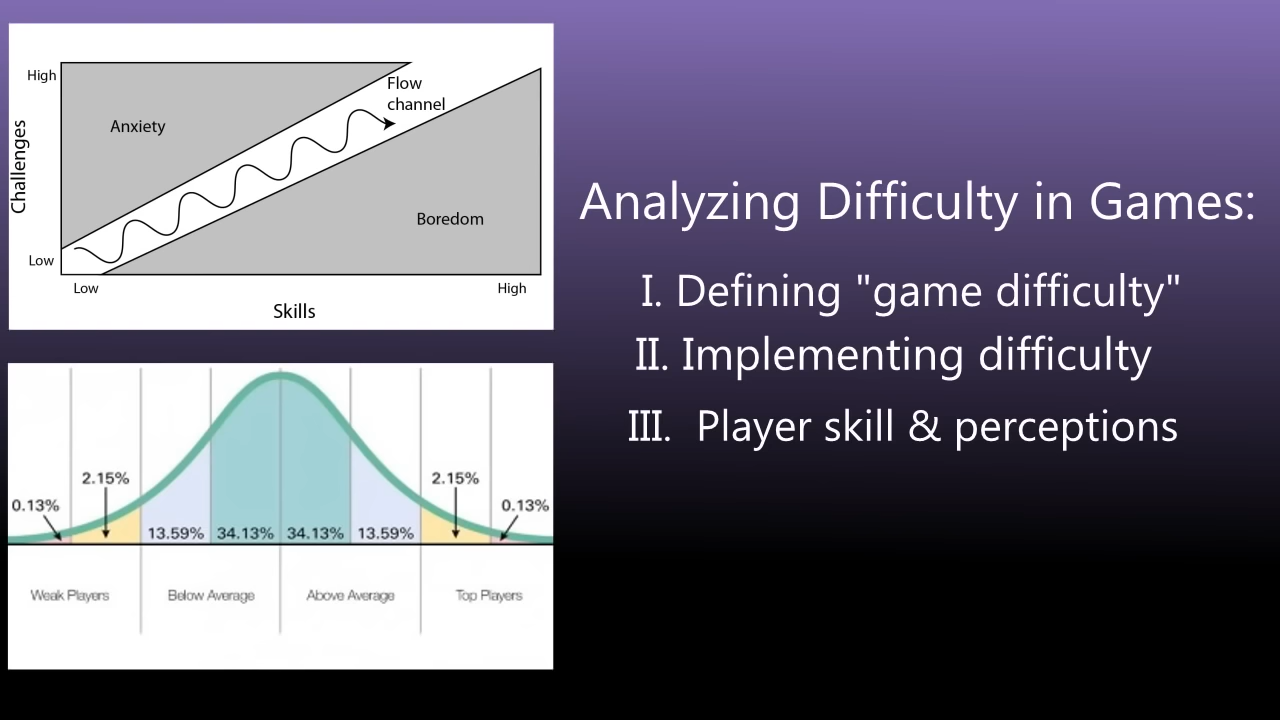 High
Challenges
Anxiety
Flow
channel
Boredom
Low
Low
High
Skills
0.13%
2.15%
13.59%
34.13%
34.13%
13.59%
2.15%
0.13%
Weak Players
Below Average
Above Average
Top Players
Analyzing Difficulty in Games:
I. Defining "game difficulty"
II. Implementing difficulty
III. Player skill & perceptions